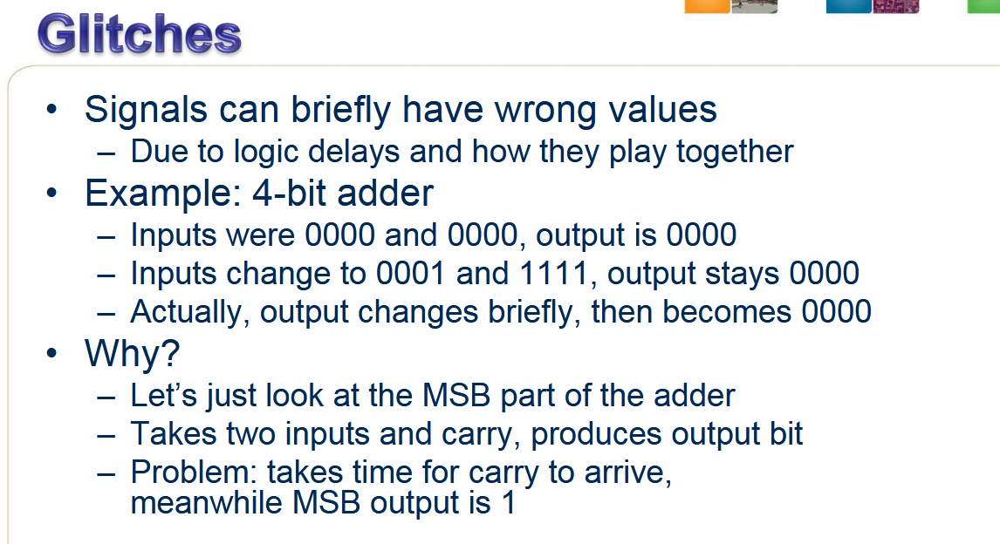 Glitches
• Signals can briefly have wrong values
– Due to logic delays and how they play together
• Example: 4-bit adder
– Inputs were 0000 and 0000, output is 0000
– Inputs change to 0001 and 1111, output stays 0000
– Actually, output changes briefly, then becomes 0000
• Why?
– Let’s just look at the MSB part of the adder
– Takes two inputs and carry, produces output bit
– Problem: takes time for carry to arrive,
meanwhile MSB output is 1